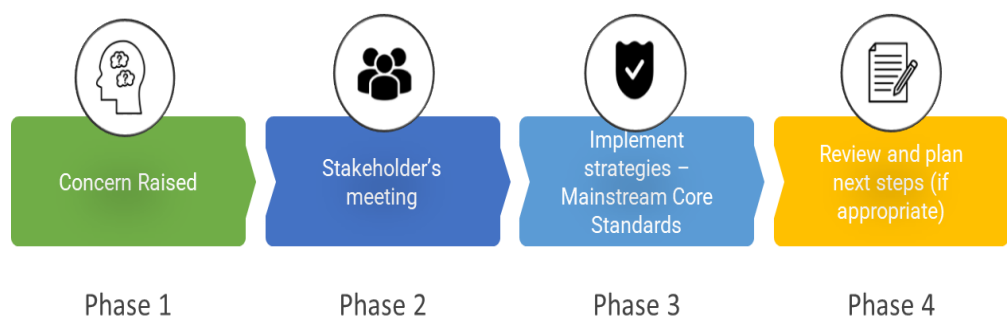 Concern Raised
Stakeholder's
meeting
Implement
strategies –
Mainstream Core
Standards
Review and plan
next steps (if
appropriate)
Phase 1
Phase 2
Phase 3
Phase 4